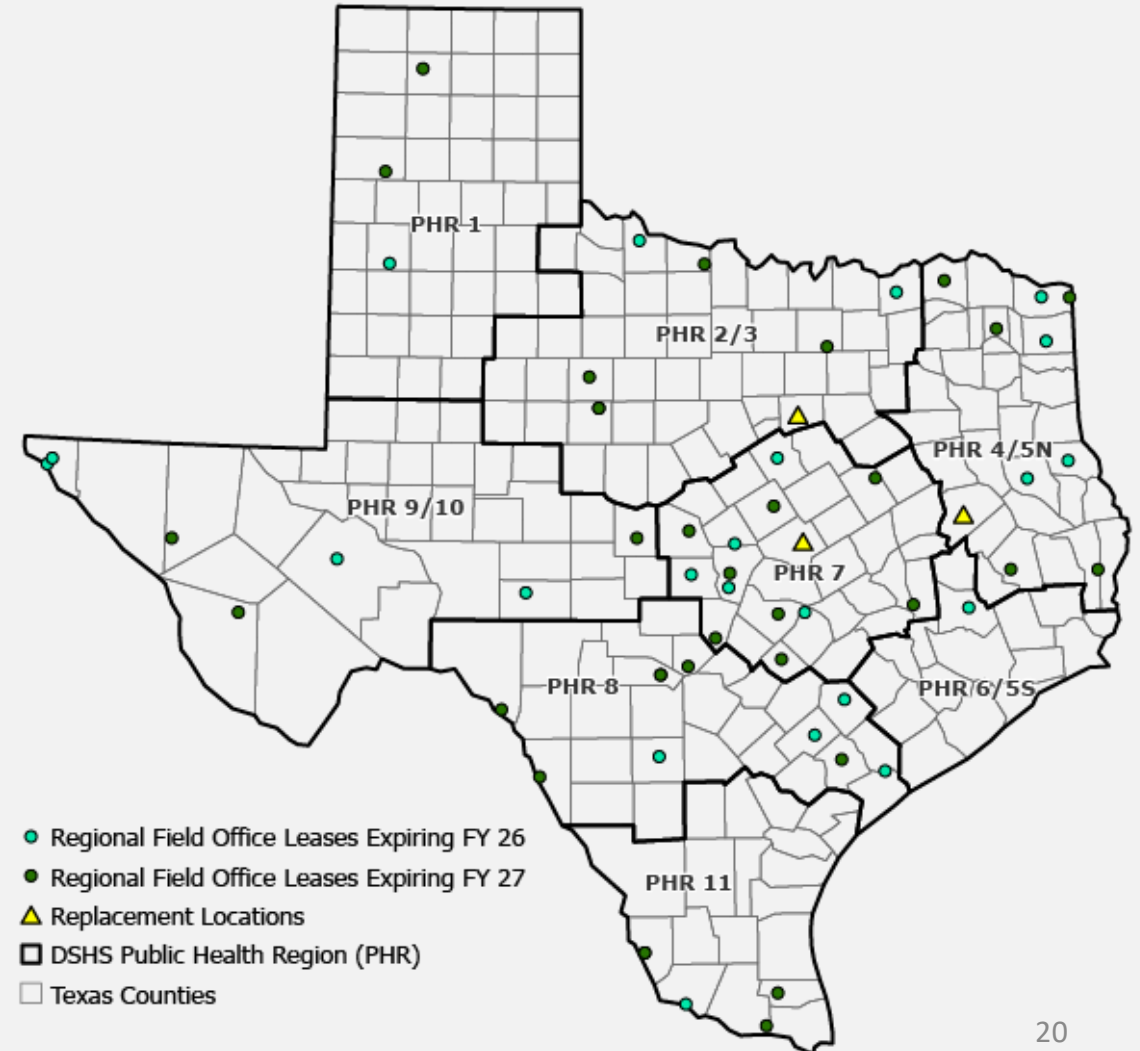 PHR 1
PHR 2/3
PHR 4/5N
PHR 9/10
PHR 7
PHR 8
PHR 6/5S
PHR 11
Regional Field Office Leases Expiring FY 26
Regional Field Office Leases Expiring FY 27
Replacement Locations
DSHS Public Health Region (PHR)
Texas Counties
20